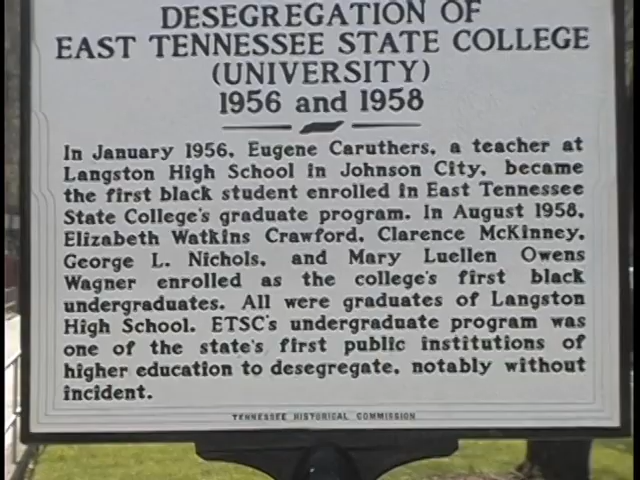 DESEGREGATION OF
EAST TENNESSEE STATE COLLEGE
(UNIVERSITY)
1956 and 1958
In January 1956, Eugene Caruthers, a teacher at
Langston High School in Johnson City, became
the first black student enrolled in East Tennessee
State College's graduate program. In August 1958,
Elizabeth Watkins Crawford, Clarence McKinney,
George L. Nichols, and Mary Luellen Owens
Wagner enrolled as the college's first black
undergraduates. All were graduates of Langston
High School. ETSC's undergraduate program was
one of the state's first public institutions of
higher education to desegregate, notably without
incident.
TENNESSEE HISTORICAL COMMISSION